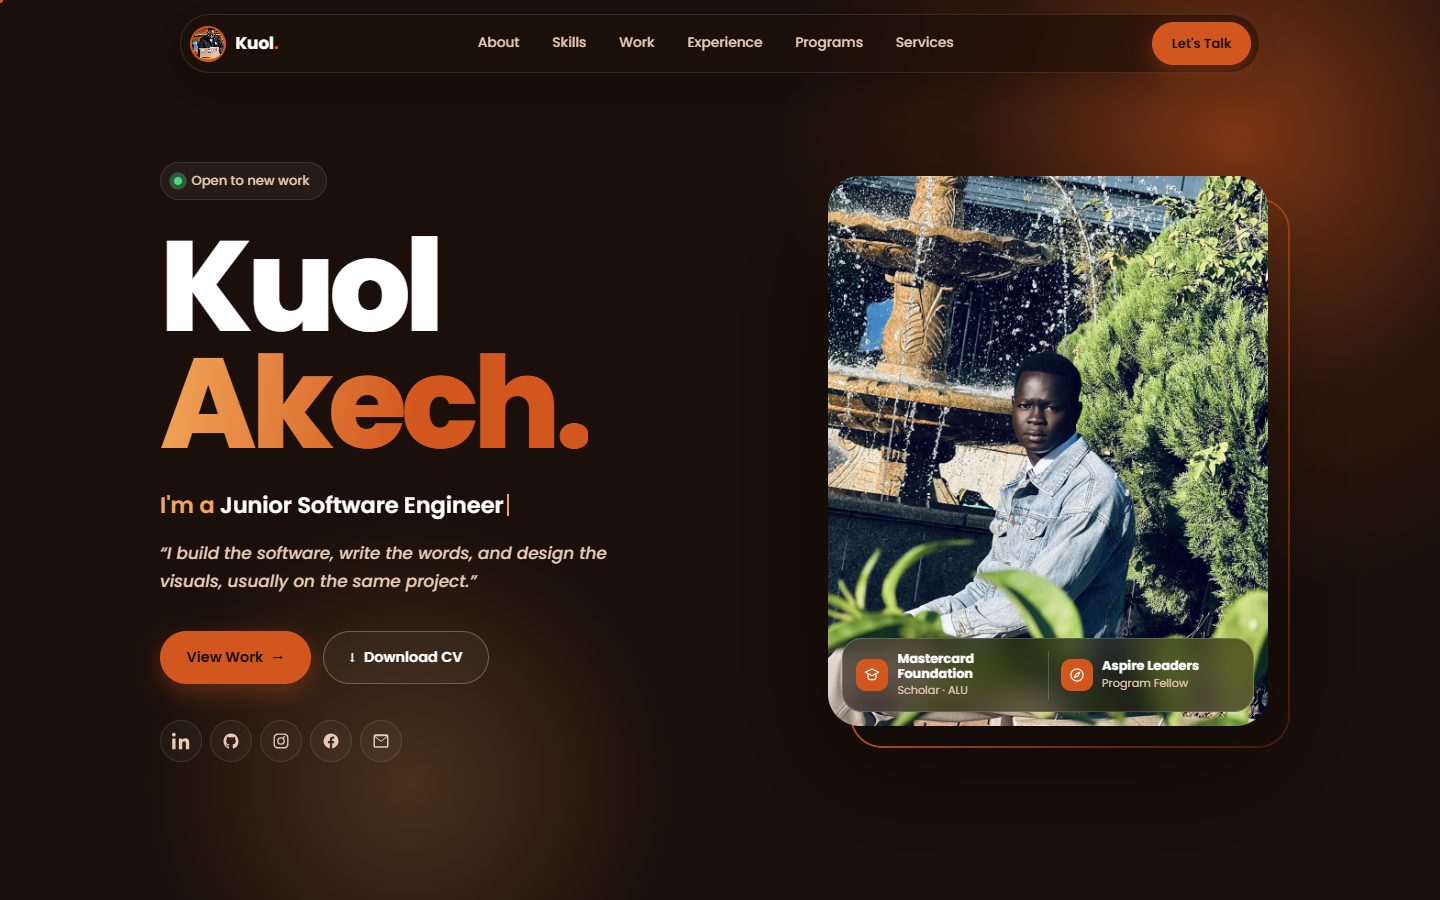 Kuol.
About
Skills
Work
Experience
Programs
Services
Let's Talk
Open to new work
Kuol
Akech.
I'm a Junior Software Engineer
“I build the software, write the words, and design the
visuals, usually on the same project.”
View Work →
↓ Download CV
Mastercard
Foundation
Scholar · ALU
Aspire Leaders
Program Fellow